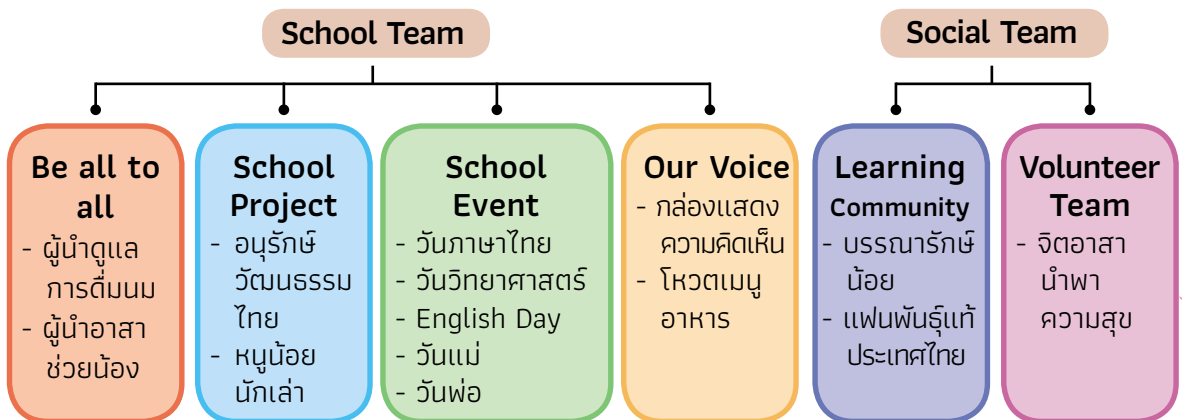 School Team
Social Team
Be all to
all
- ผู้นำดูแล
การดื่มนม
- ผู้นำอาสา
ช่วยน้อง
School
Project
- อนุรักษ์
วัฒนธรรม
ไทย
- หนูน้อย
นักเล่า
School
Event
- วันภาษาไทย
- วันวิทยาศาสตร์
- English Day
- วันแม่
- วันพ่อ
Our Voice
- กล่องแสดง
ความคิดเห็น
- โหวตเมนู
อาหาร
Learning
Community
- บรรณารักษ์
น้อย
- แฟนพันธุ์แท้
ประเทศไทย
Volunteer
Team
- จิตอาสา
นำพา
ความสุข